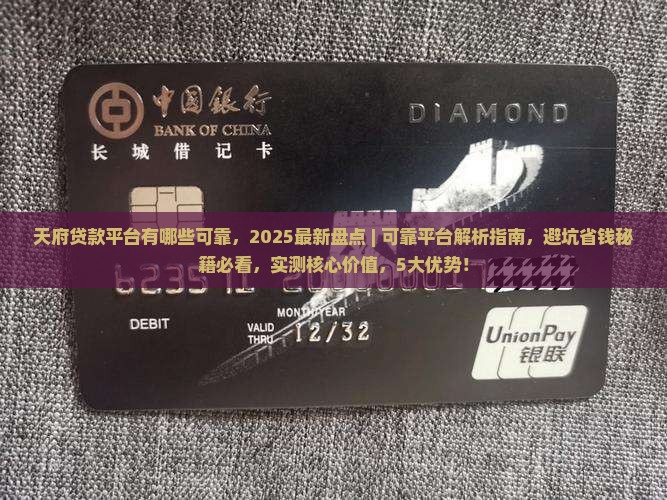 中国銀行
BANK OF CHINA
DIAMOND
长城借记卡
天府贷款平台有哪些可靠，2025最新盘点 | 可靠平台解析指南，避坑省钱秘
籍必看，实测核心价值，5大优势！
DEBIT
MONTH/YEAR
VALID
THRU
12/32
UnionPay
银联